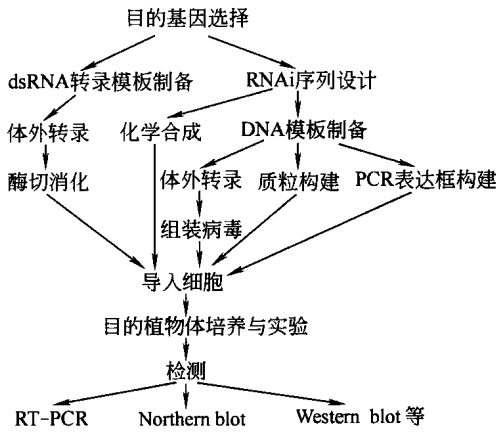 目的基因选择
dsRNA转录模板制备 RNAi序列设计
体外转录 化学合成 DNA模板制备
酶切消化 体外转录 质粒构建 PCR表达框构建
组装病毒
导入细胞
目的植物体培养与实验
检测
RT-PCR Northern blot Western blot 等